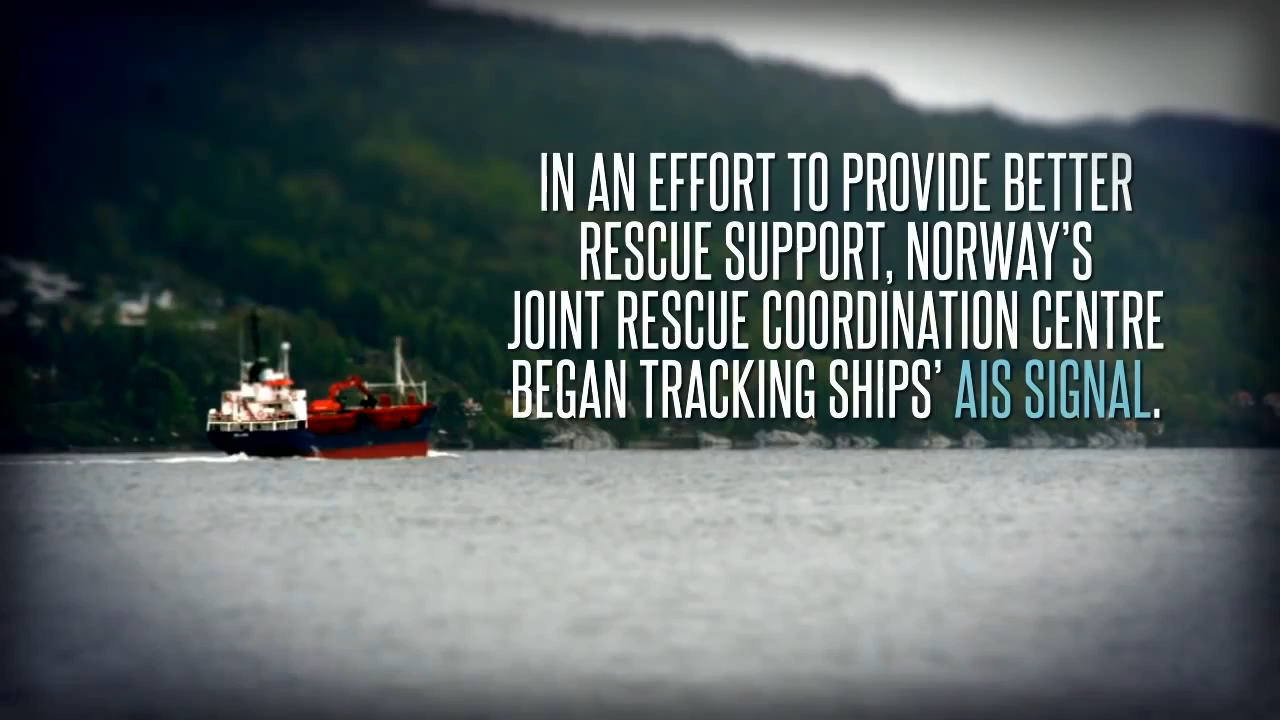 IN AN EFFORT TO PROVIDE BETTER
RESCUE SUPPORT, NORWAY’S
JOINT RESCUE COORDINATION CENTRE
BEGAN TRACKING SHIPS’ AIS SIGNAL.